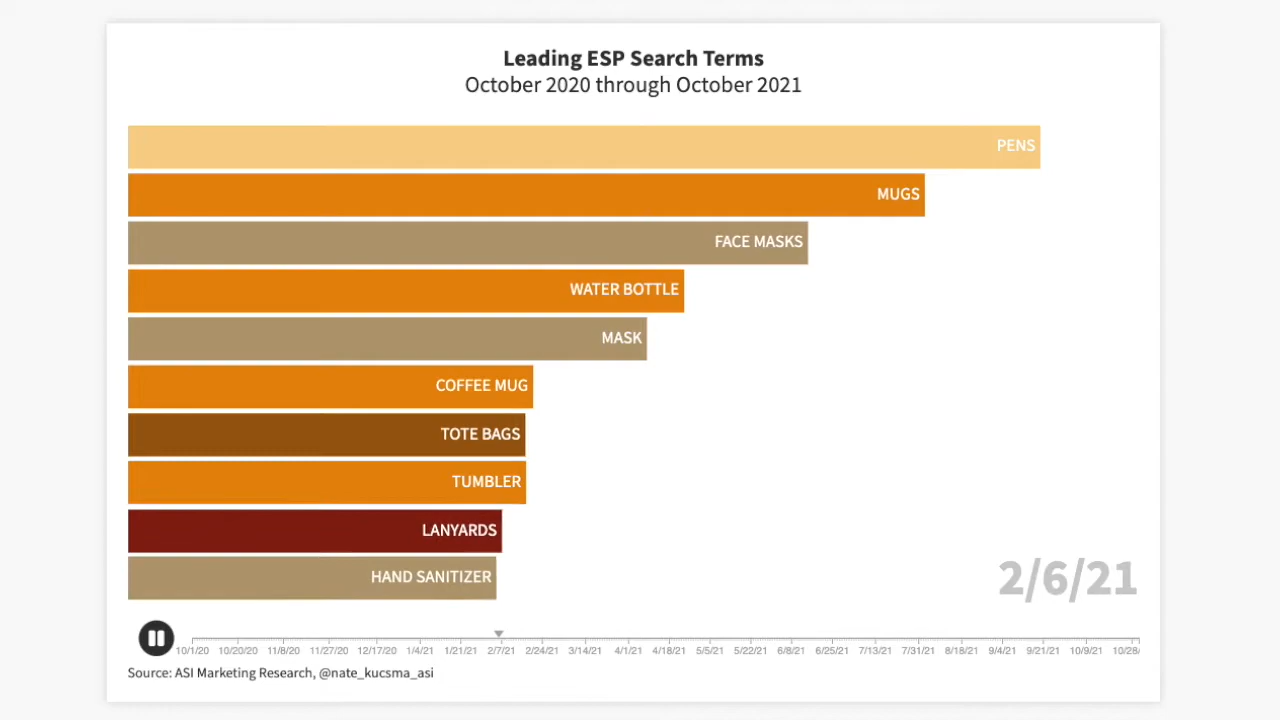 Leading ESP Search Terms
October 2020 through October 2021
PENS
MUGS
FACE MASKS
WATER BOTTLE
MASK
COFFEE MUG
TOTE BAGS
TUMBLER
LANYARDS
HAND SANITIZER
2/6/21
10/1/20 10/20/20 11/8/20 11/27/20 12/17/20 1/4/21 1/21/21 2/7/21 2/24/21 3/14/21 4/1/21 4/18/21 5/5/21 5/22/21 6/8/21 6/25/21 7/13/21 7/31/21 8/18/21 9/4/21 9/21/21 10/9/21 10/28/
Source: ASI Marketing Research, @nate_kucsma_asi